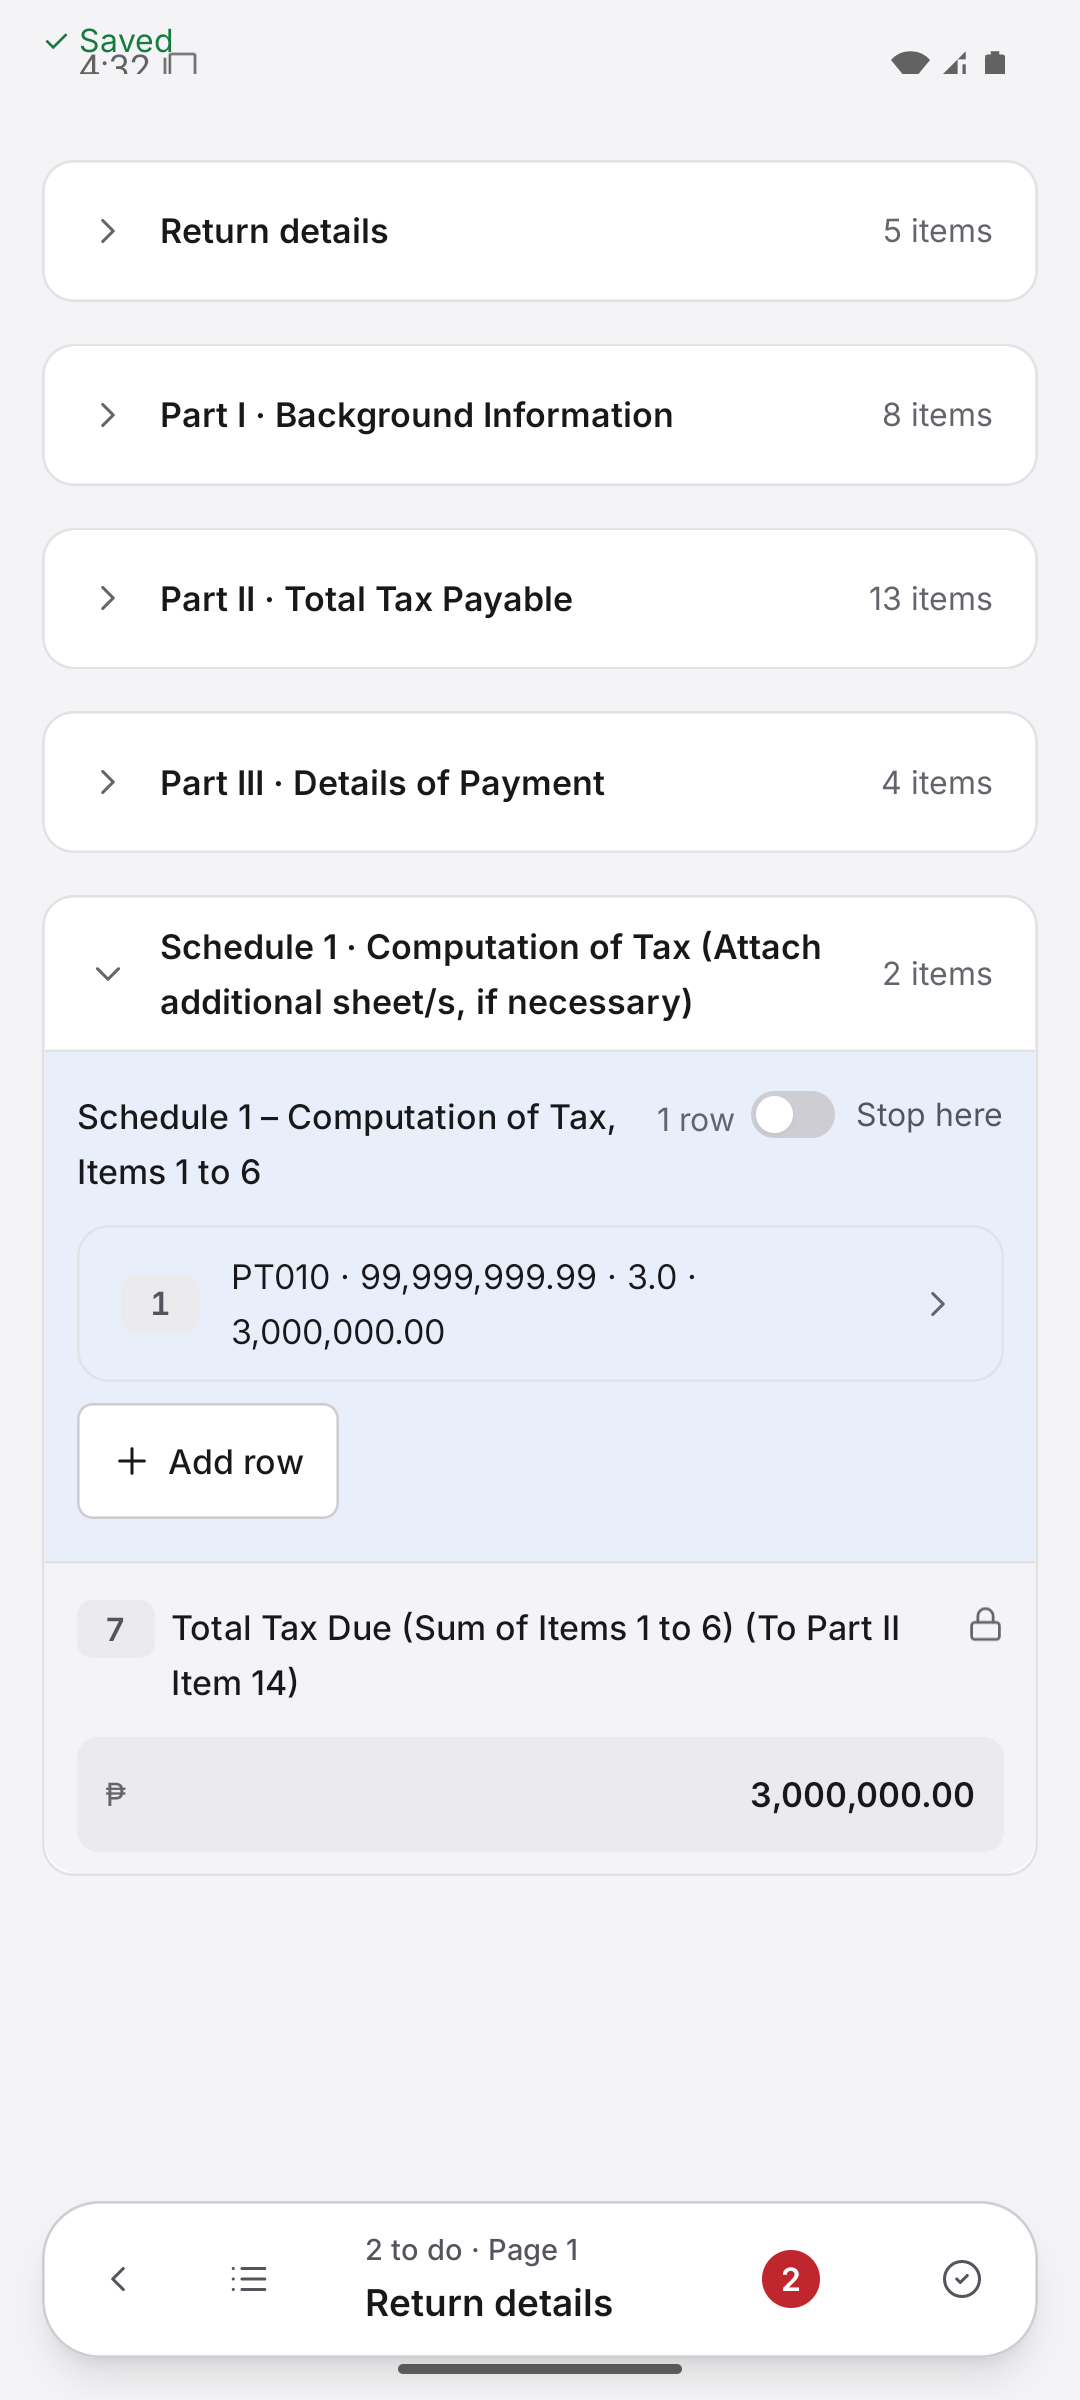 Saved
4:32
Return details
5 items
Part I · Background Information
8 items
Part II · Total Tax Payable
13 items
Part III · Details of Payment
4 items
Schedule 1 · Computation of Tax (Attach
additional sheet/s, if necessary)
2 items
Schedule 1 – Computation of Tax,
Items 1 to 6
1 row
Stop here
1
PT010 · 99,999,999.99 · 3.0 ·
3,000,000.00
Add row
7
Total Tax Due (Sum of Items 1 to 6) (To Part II
Item 14)
₱
3,000,000.00
2 to do · Page 1
Return details
2